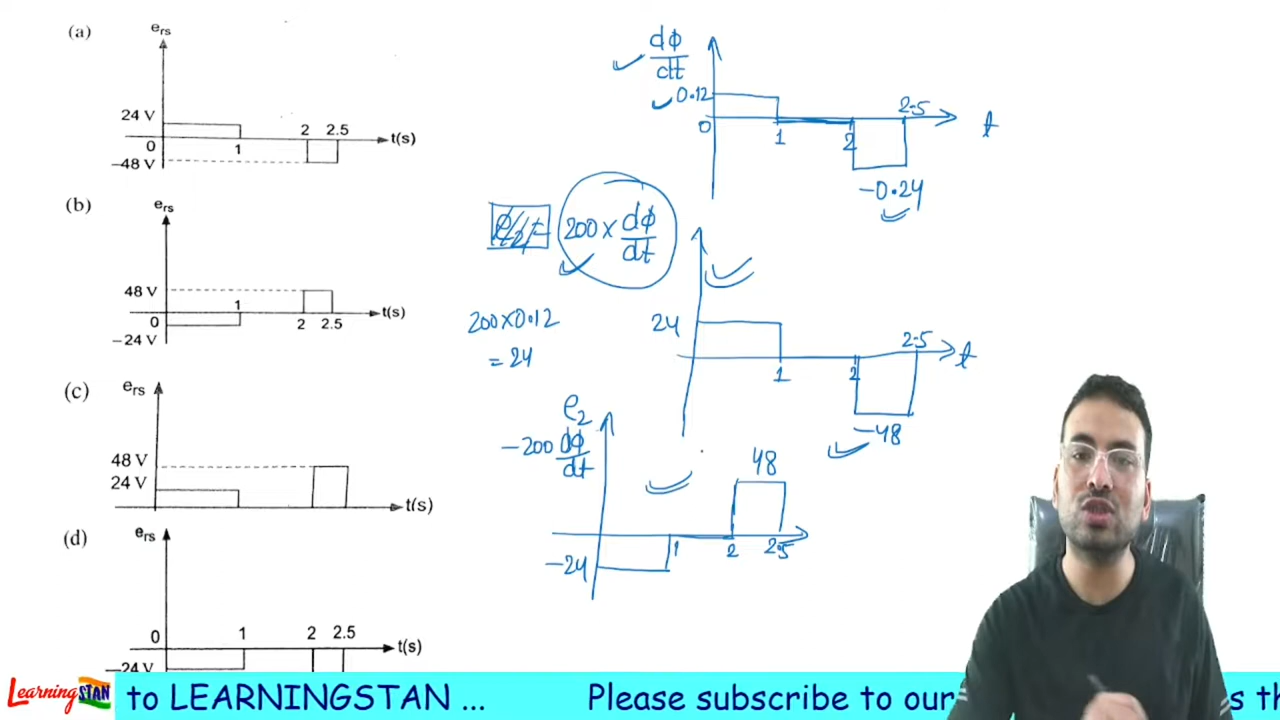 (a)
e_rs
24 V
0
1
2
2.5
t(s)
−48 V
(b)
e_rs
48 V
1
0
2
2.5
t(s)
−24 V
(c)
e_rs
48 V
24 V
t(s)
(d)
e_rs
0
1
2
2.5
t(s)
−24 V
dϕ
dt
0.12
0
1
2
2.5
t
-0.24
200 × dϕ
dt
200×0.12
= 24
24
1
2
2.5
t
-48
e2
-200 dϕ
dt
48
-24
1
2
2.5
LearningSTAN
to LEARNINGSTAN ...
Please subscribe to our
s th